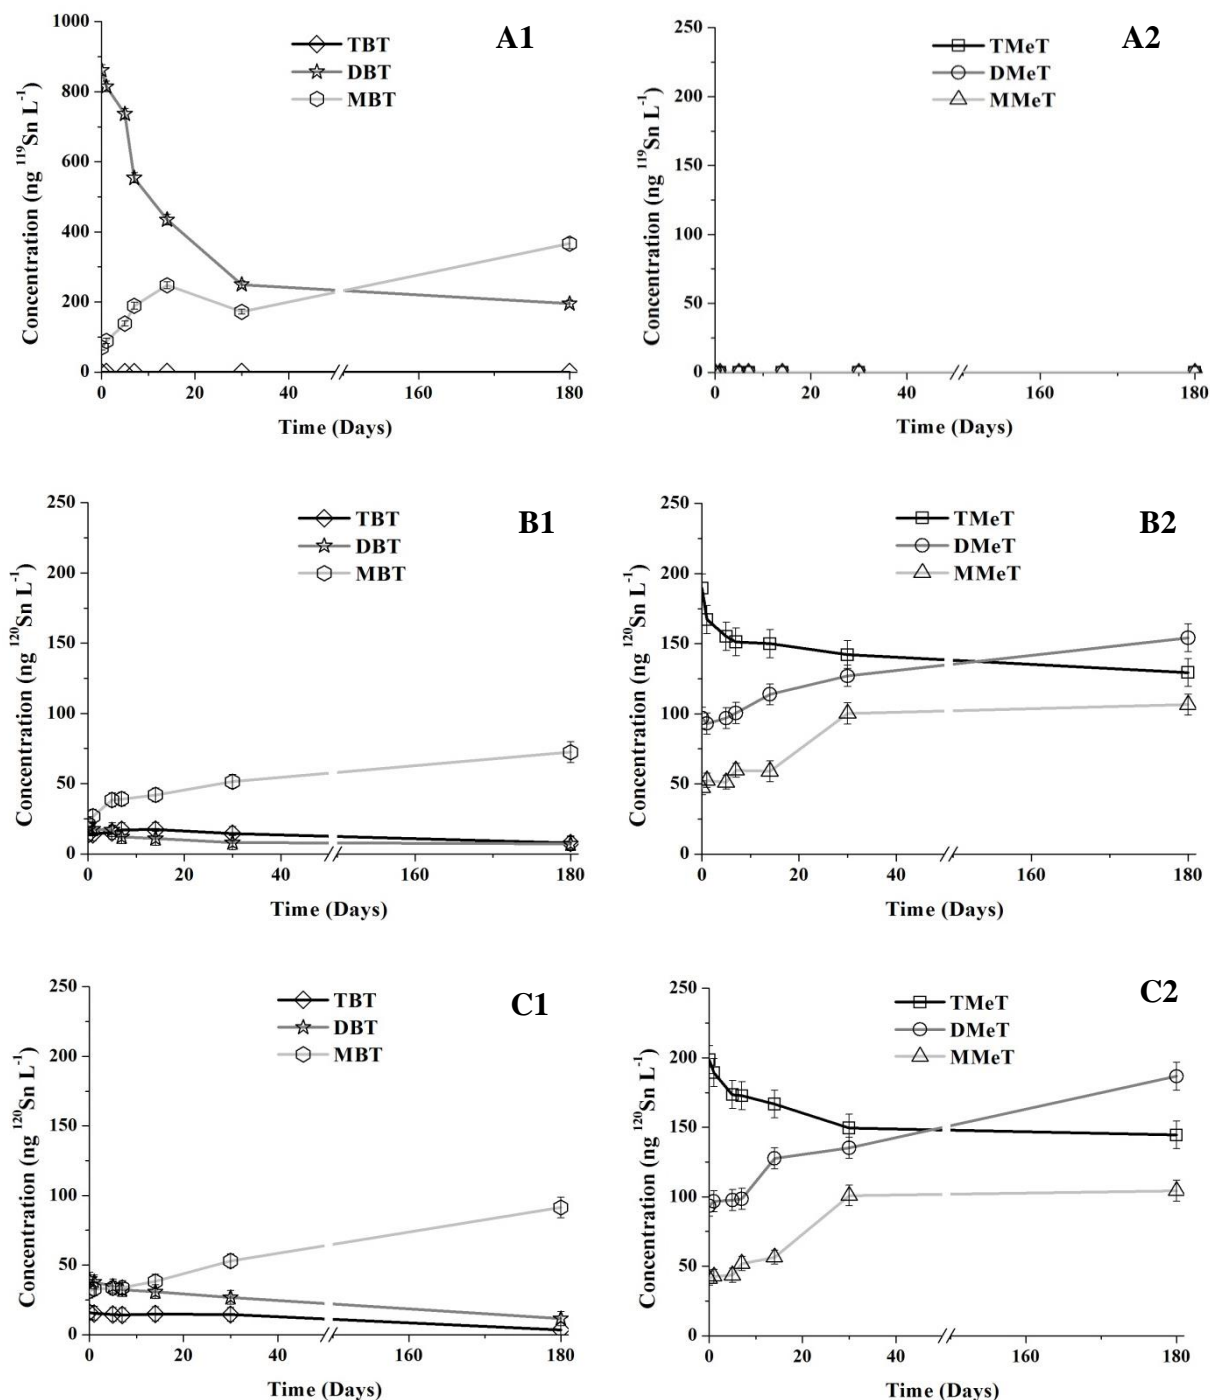 A1
TBT
DBT
MBT
Concentration (ng ¹¹⁹Sn L⁻¹)
1000
800
600
400
200
0
0 20 40 160 180
Time (Days)
A2
TMeT
DMeT
MMeT
Concentration (ng ¹¹⁹Sn L⁻¹)
250
200
150
100
50
0
0 20 40 160 180
Time (Days)
B1
TBT
DBT
MBT
Concentration (ng ¹²⁰Sn L⁻¹)
250
200
150
100
50
0
0 20 40 160 180
Time (Days)
B2
TMeT
DMeT
MMeT
Concentration (ng ¹²⁰Sn L⁻¹)
250
200
150
100
50
0
0 20 40 160 180
Time (Days)
C1
TBT
DBT
MBT
Concentration (ng ¹²⁰Sn L⁻¹)
250
200
150
100
50
0
0 20 40 160 180
Time (Days)
C2
TMeT
DMeT
MMeT
Concentration (ng ¹²⁰Sn L⁻¹)
250
200
150
100
50
0
0 20 40 160 180
Time (Days)